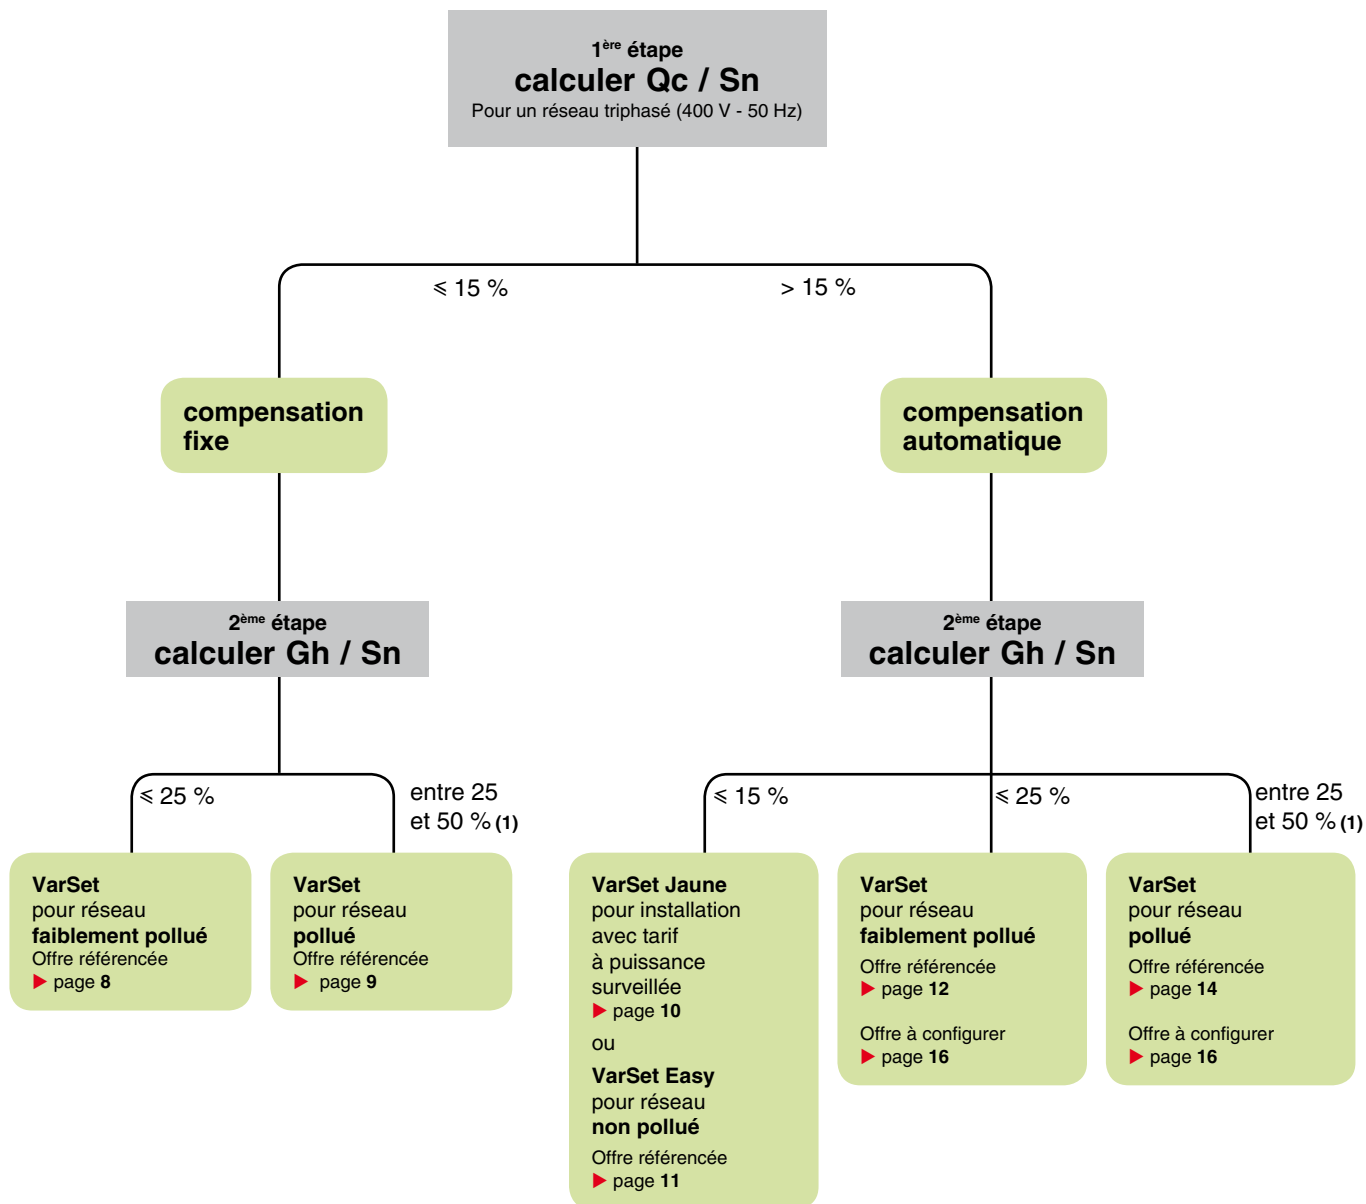 1ère étape
calculer Qc / Sn
Pour un réseau triphasé (400 V - 50 Hz)
⩽ 15 %
> 15 %
compensation
fixe
compensation
automatique
2ème étape
calculer Gh / Sn
2ème étape
calculer Gh / Sn
⩽ 25 %
entre 25
et 50 % (1)
⩽ 15 %
⩽ 25 %
entre 25
et 50 % (1)
VarSet
pour réseau
faiblement pollué
Offre référencée
▶ page 8
VarSet
pour réseau
pollué
Offre référencée
▶ page 9
VarSet Jaune
pour installation
avec tarif
à puissance
surveillée
▶ page 10
ou
VarSet Easy
pour réseau
non pollué
Offre référencée
▶ page 11
VarSet
pour réseau
faiblement pollué
Offre référencée
▶ page 12
Offre à configurer
▶ page 16
VarSet
pour réseau
pollué
Offre référencée
▶ page 14
Offre à configurer
▶ page 16